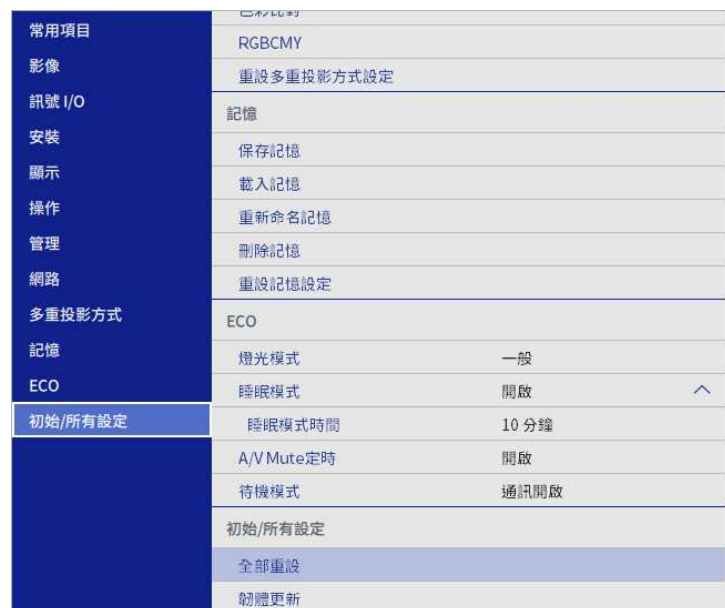 常用項目
影像
訊號 I/O
安裝
顯示
操作
管理
網路
多重投影方式
記憶
ECO
初始/所有設定
RGBCMY
重設多重投影方式設定
記憶
保存記憶
載入記憶
重新命名記憶
刪除記憶
重設記憶設定
ECO
燈光模式 一般
睡眠模式 開啟
睡眠模式時間 10 分鐘
A/V Mute定時 開啟
待機模式 通訊開啟
初始/所有設定
全部重設
韌體更新